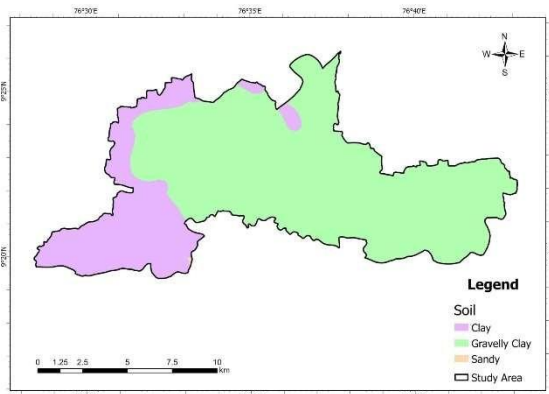 76°30'E 76°35'E 76°40'E
N
W E
S
9°25'N
9°20'N
Legend
Soil
Clay
Gravelly Clay
Sandy
Study Area
0 1.25 2.5 5 7.5 10
km